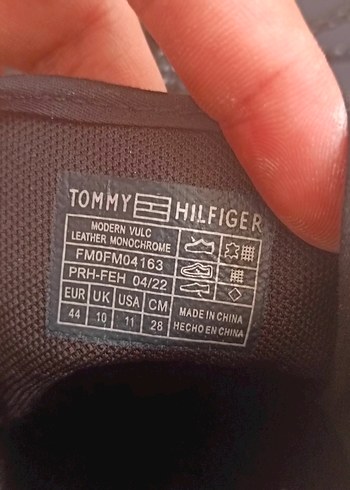 TOMMY HILFIGER
MODERN VULC
LEATHER MONOCHROME
FM0FM04163
PRH-FEH 04/22
EUR UK USA CM
44 10 11 28
MADE IN CHINA
HECHO EN CHINA